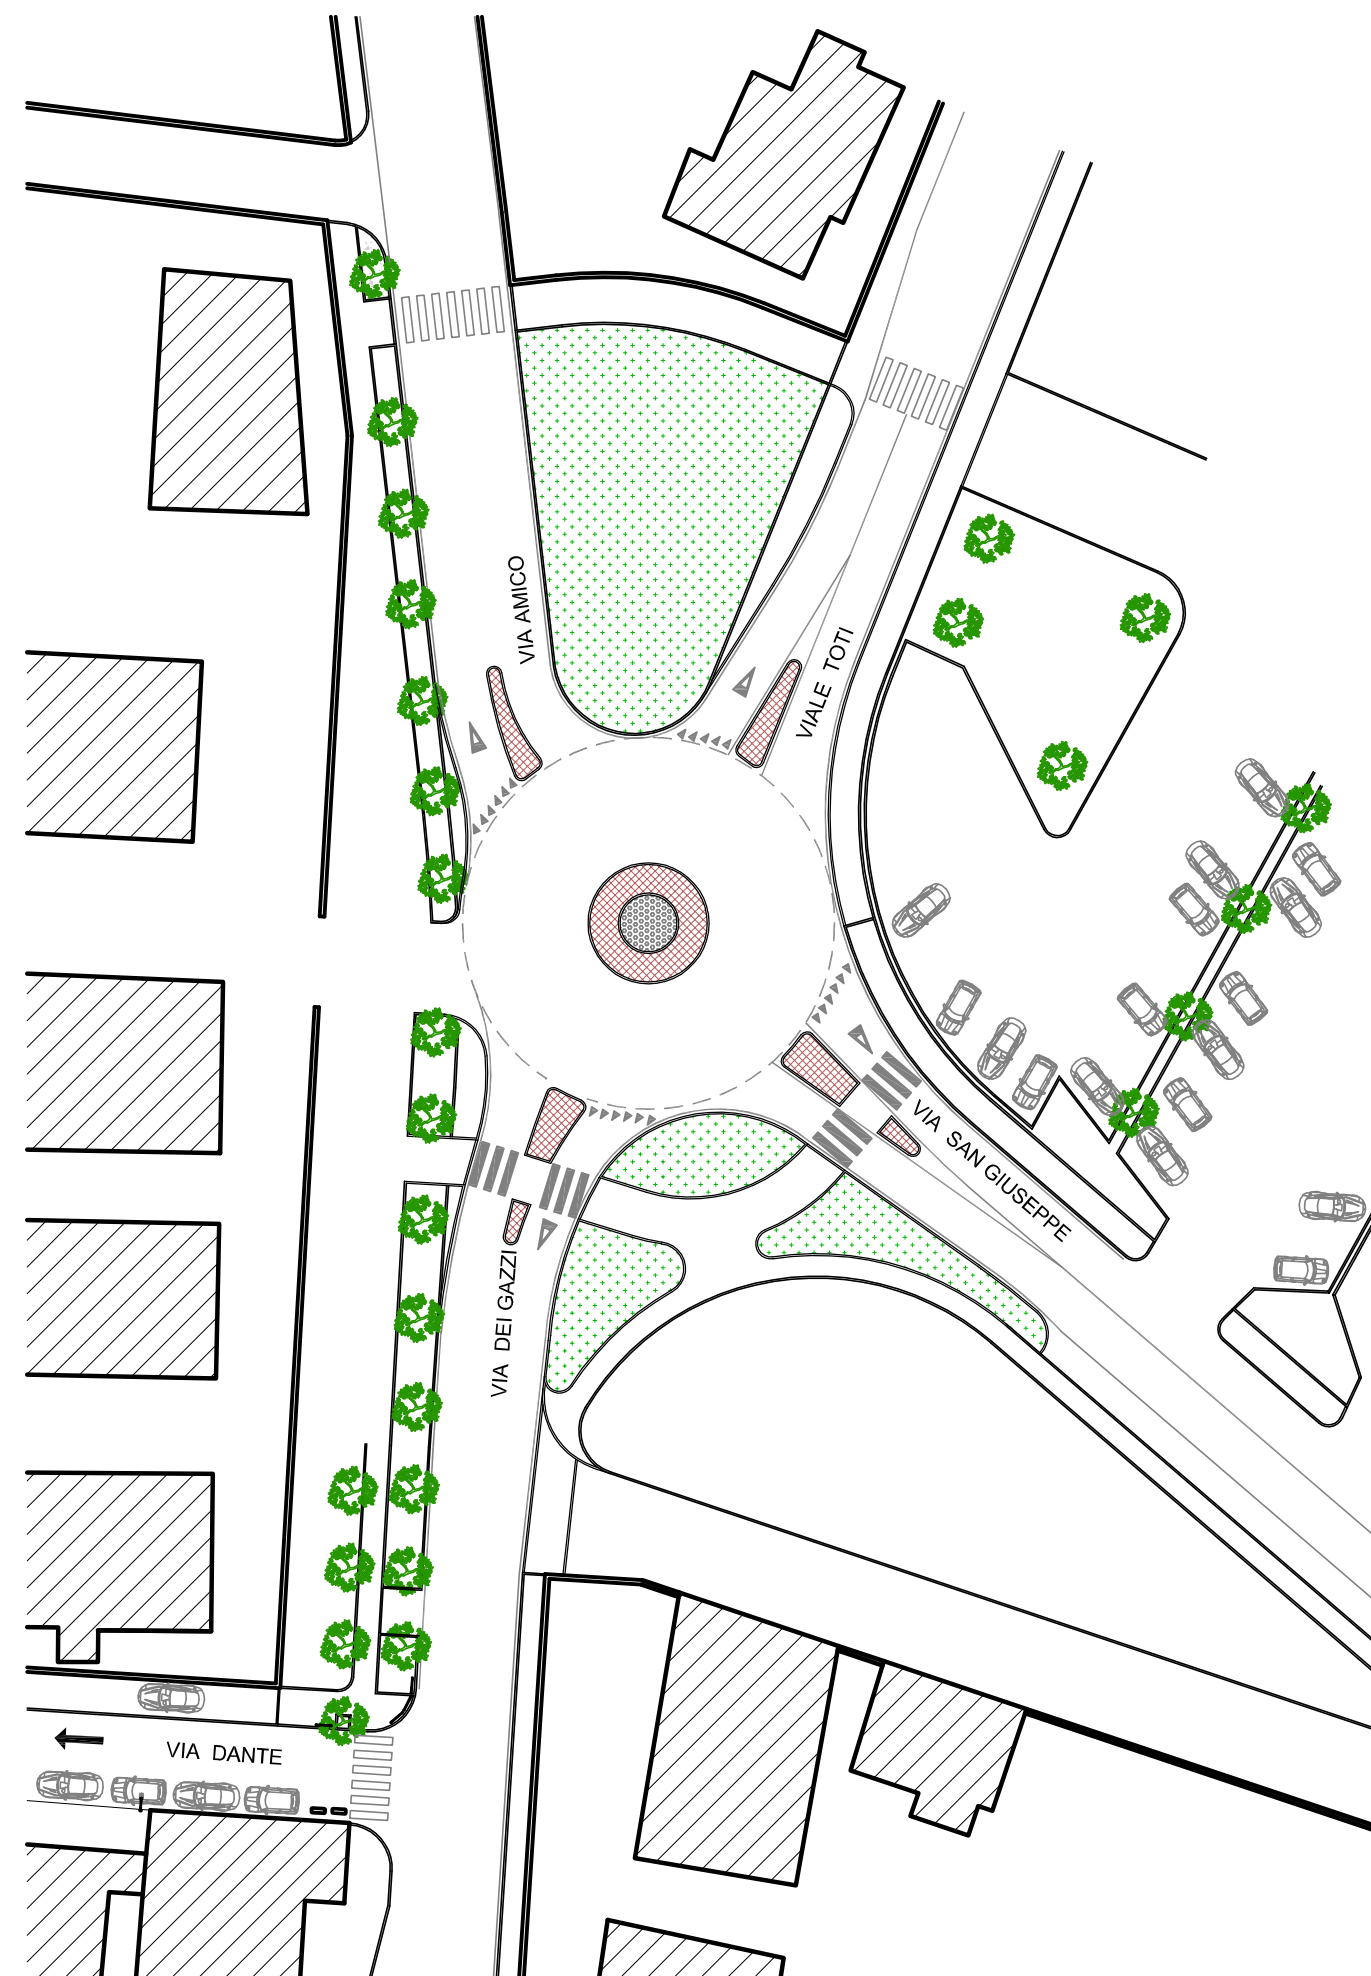 VIA AMICO
VIALE TOTI
VIA SAN GIUSEPPE
VIA DEI GAZZI
VIA DANTE